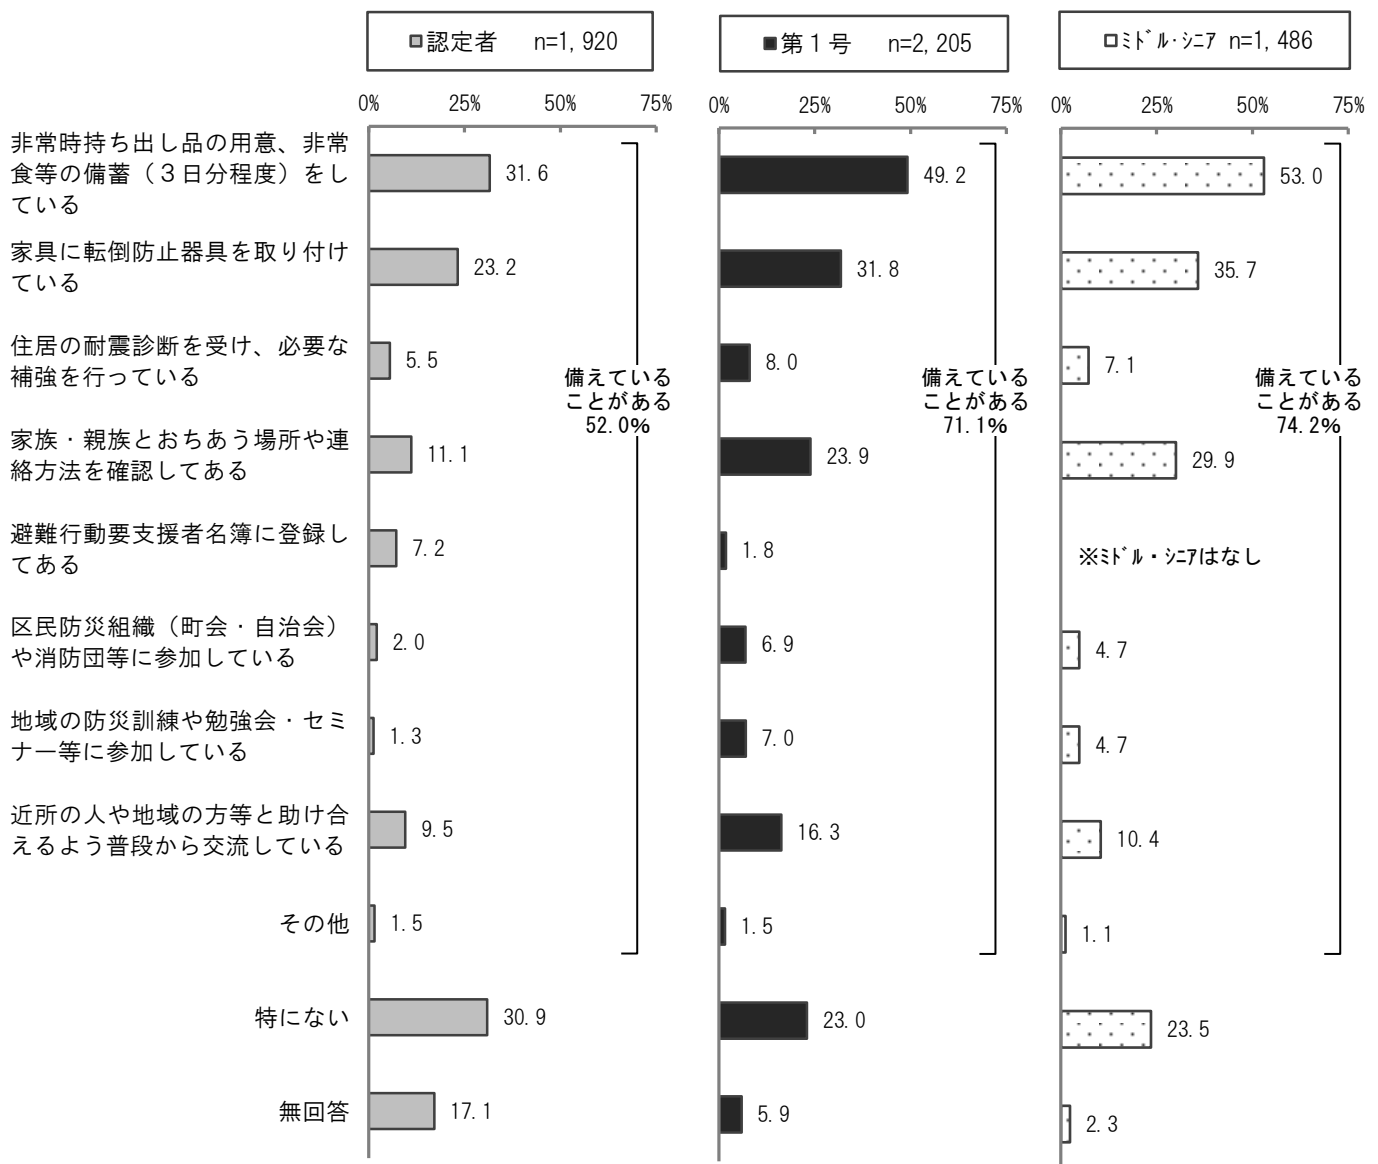 認定者 n=1,920
第１号 n=2,205
ﾐﾄﾞﾙ･ｼﾆｱ n=1,486
0% 25% 50% 75%
0% 25% 50% 75%
0% 25% 50% 75%
非常時持ち出し品の用意、非常
食等の備蓄（３日分程度）をし
ている
31.6
49.2
53.0
家具に転倒防止器具を取り付け
ている
23.2
31.8
35.7
住居の耐震診断を受け、必要な
補強を行っている
5.5
8.0
7.1
備えている
ことがある
52.0%
備えている
ことがある
71.1%
備えている
ことがある
74.2%
家族・親族とおちあう場所や連
絡方法を確認してある
11.1
23.9
29.9
避難行動要支援者名簿に登録し
てある
7.2
1.8
※ﾐﾄﾞﾙ・ｼﾆｱはなし
区民防災組織（町会・自治会）
や消防団等に参加している
2.0
6.9
4.7
地域の防災訓練や勉強会・セミ
ナー等に参加している
1.3
7.0
4.7
近所の人や地域の方等と助け合
えるよう普段から交流している
9.5
16.3
10.4
その他
1.5
1.5
1.1
特にない
30.9
23.0
23.5
無回答
17.1
5.9
2.3